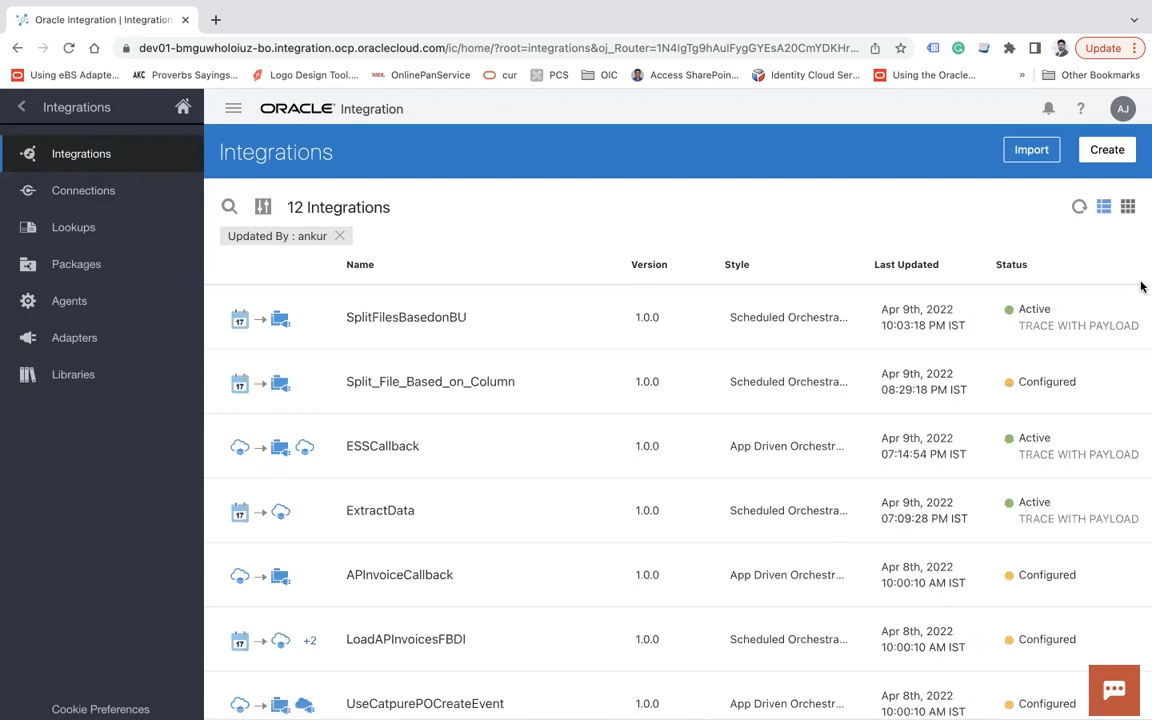 Oracle Integration | Integration
dev01-bmguwholoiuz-bo.integration.ocp.oraclecloud.com/ic/home/?root=integrations&oj_Router=1N4IgTg9hAulFygGYEsA20CmYDKHr...
Update
Using eBS Adapte...
AKC Proverbs Sayings...
Logo Design Tool....
NSDL OnlinePanService
cur
PCS
OIC
Access SharePoin...
Identity Cloud Ser...
Using the Oracle...
»
Other Bookmarks
Integrations
ORACLE Integration
AJ
Integrations
Connections
Lookups
Packages
Agents
Adapters
Libraries
Cookie Preferences
Integrations
Import
Create
12 Integrations
Updated By : ankur
Name Version Style Last Updated Status
17 SplitFilesBasedonBU 1.0.0 Scheduled Orchestra... Apr 9th, 2022 Active
10:03:18 PM IST TRACE WITH PAYLOAD
17 Split_File_Based_on_Column 1.0.0 Scheduled Orchestra... Apr 9th, 2022 Configured
08:29:18 PM IST
ESSCallback 1.0.0 App Driven Orchestr... Apr 9th, 2022 Active
07:14:54 PM IST TRACE WITH PAYLOAD
17 ExtractData 1.0.0 Scheduled Orchestra... Apr 9th, 2022 Active
07:09:28 PM IST TRACE WITH PAYLOAD
APInvoiceCallback 1.0.0 App Driven Orchestr... Apr 8th, 2022 Configured
10:00:10 AM IST
17 +2 LoadAPInvoicesFBDI 1.0.0 Scheduled Orchestra... Apr 8th, 2022 Configured
10:00:10 AM IST
UseCatpurePOCreateEvent 1.0.0 App Driven Orchestr... Apr 8th, 2022 Configured
10:00:10 AM IST